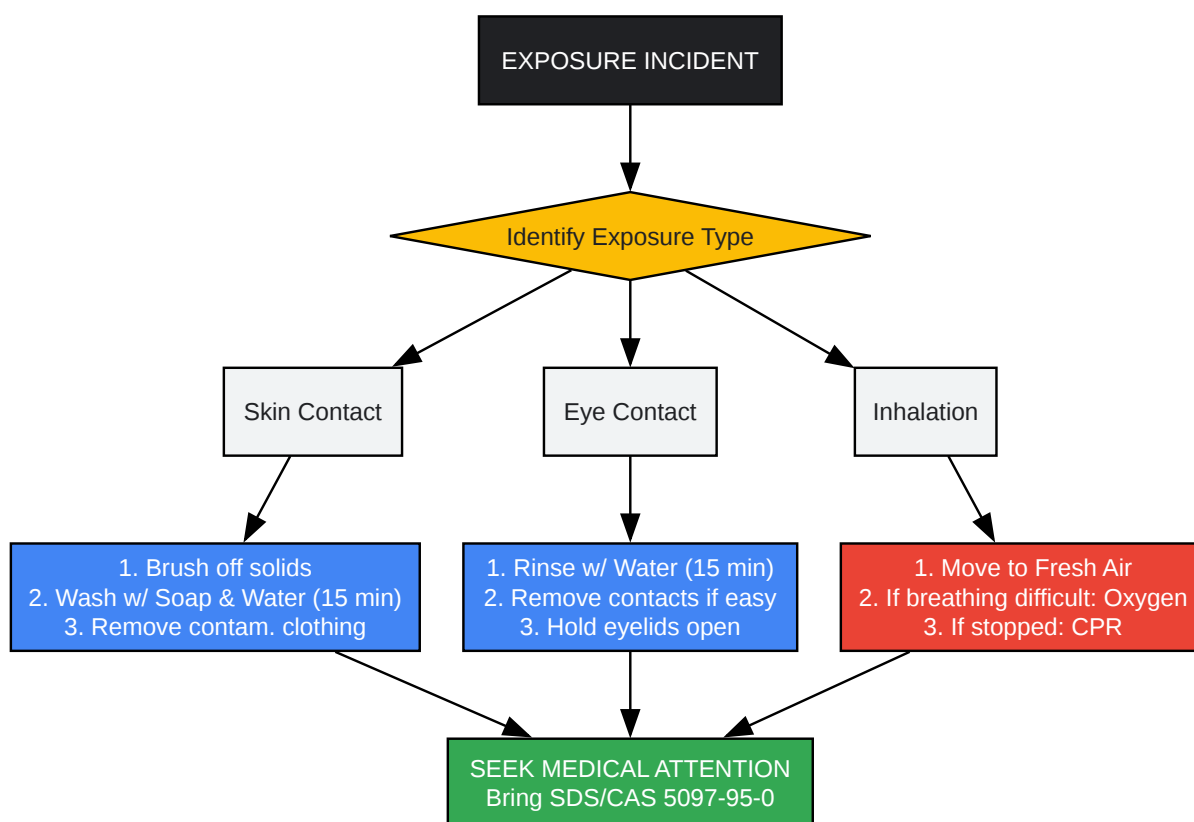 EXPOSURE INCIDENT
Identify Exposure Type
Skin Contact
Eye Contact
Inhalation
1. Brush off solids
2. Wash w/ Soap & Water (15 min)
3. Remove contam. clothing
1. Rinse w/ Water (15 min)
2. Remove contacts if easy
3. Hold eyelids open
1. Move to Fresh Air
2. If breathing difficult: Oxygen
3. If stopped: CPR
SEEK MEDICAL ATTENTION
Bring SDS/CAS 5097-95-0